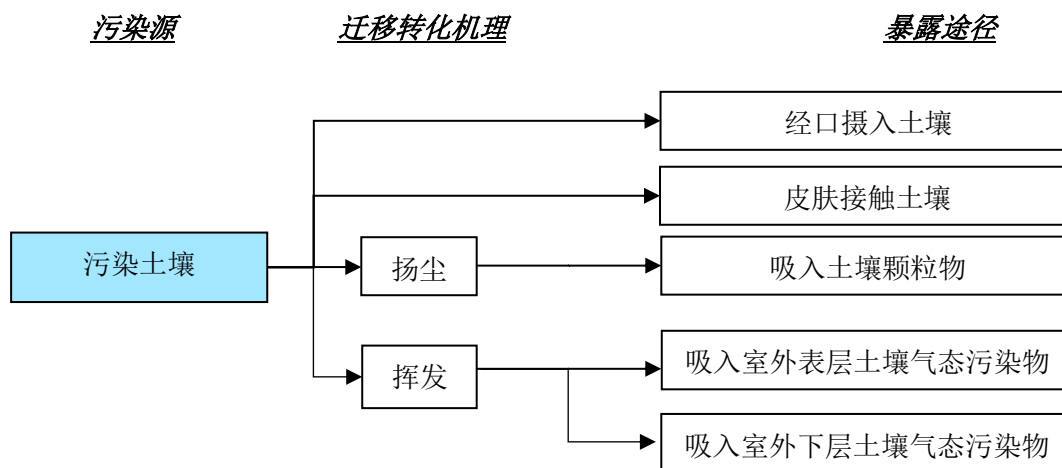 污染源 迁移转化机理 暴露途径
经口摄入土壤
皮肤接触土壤
污染土壤
扬尘
吸入土壤颗粒物
挥发
吸入室外表层土壤气态污染物
吸入室外下层土壤气态污染物